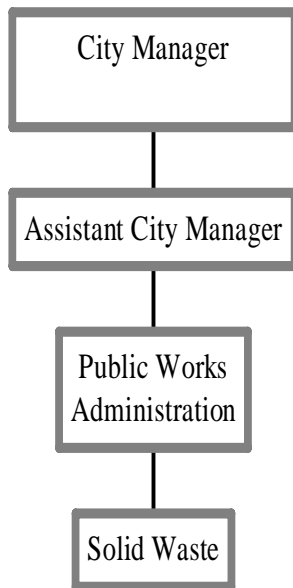 City Manager
Assistant City Manager
Public Works
Administration
Solid Waste